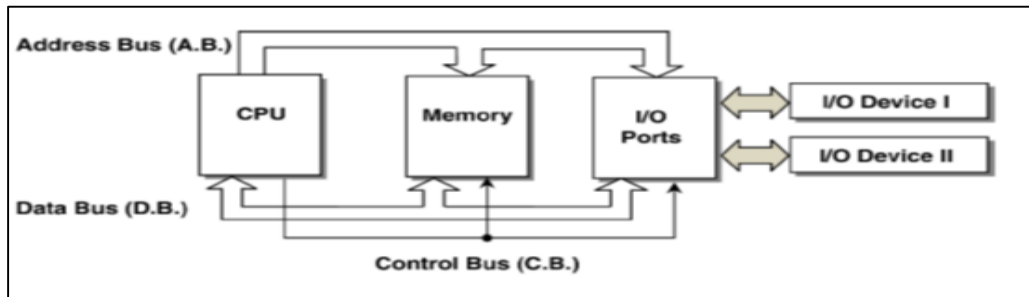 Address Bus (A.B.)
CPU
Memory
I/O
Ports
I/O Device I
I/O Device II
Data Bus (D.B.)
Control Bus (C.B.)